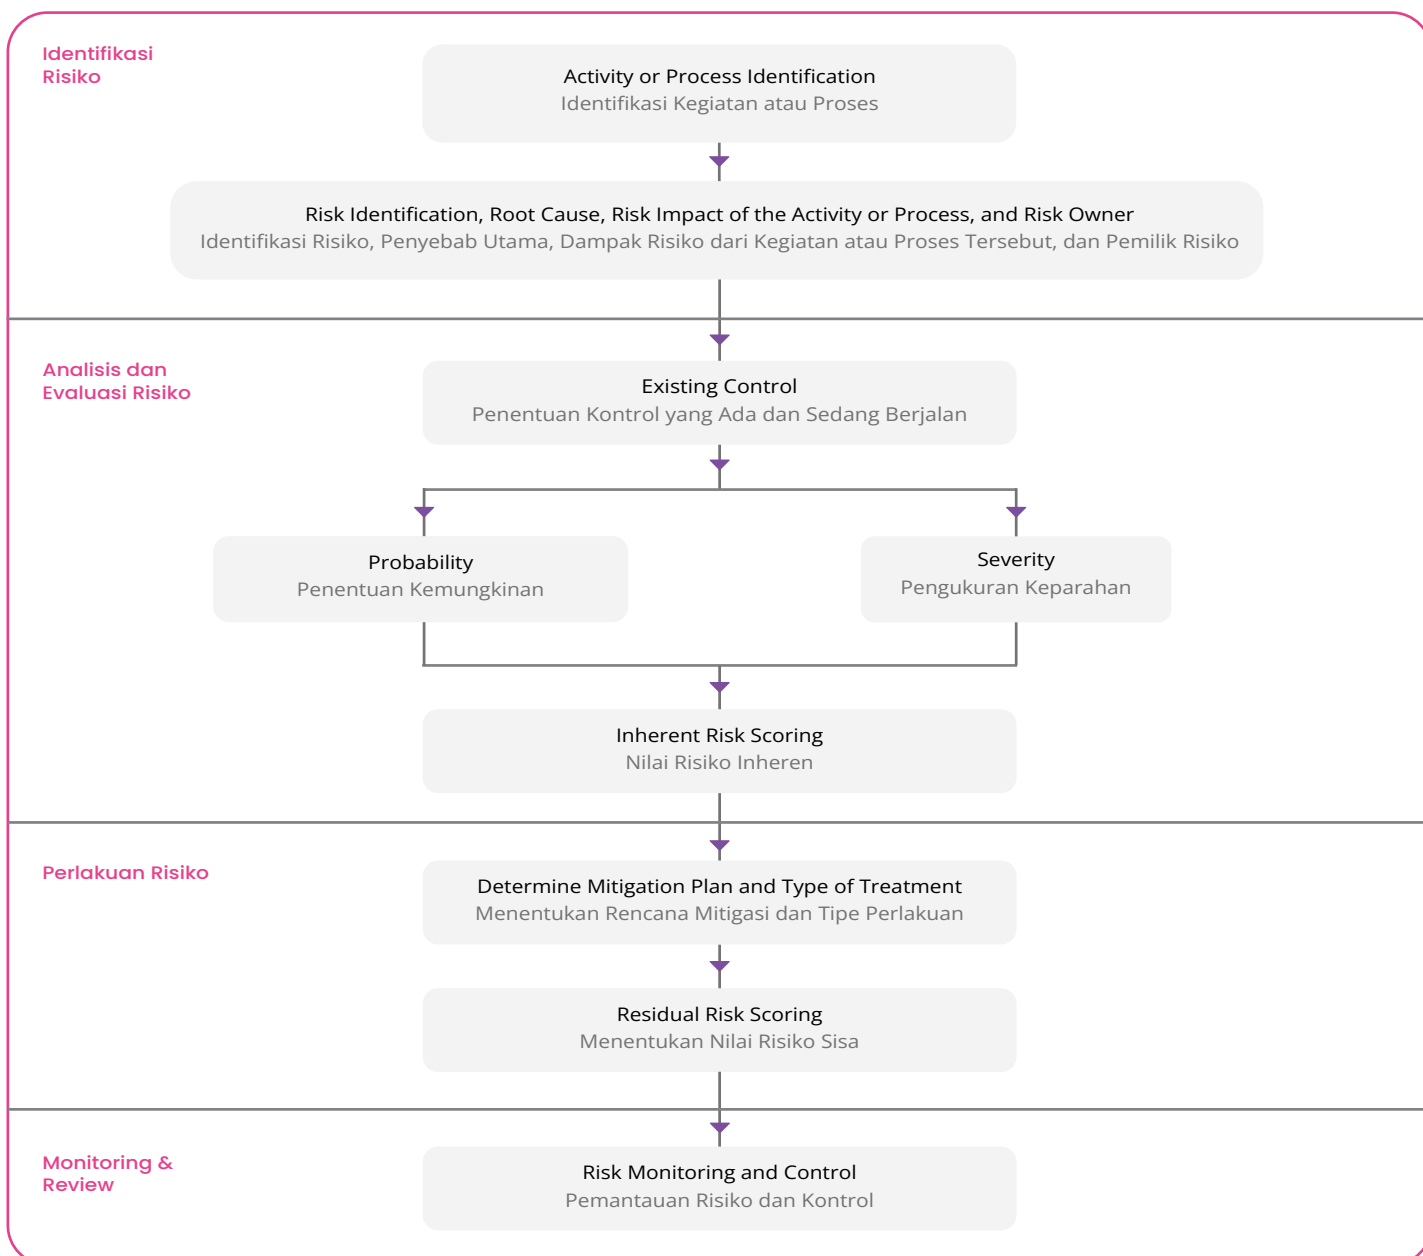 Identifikasi
Risiko
Activity or Process Identification
Identifikasi Kegiatan atau Proses
Risk Identification, Root Cause, Risk Impact of the Activity or Process, and Risk Owner
Identifikasi Risiko, Penyebab Utama, Dampak Risiko dari Kegiatan atau Proses Tersebut, dan Pemilik Risiko
Analisis dan
Evaluasi Risiko
Existing Control
Penentuan Kontrol yang Ada dan Sedang Berjalan
Probability
Penentuan Kemungkinan
Severity
Pengukuran Keparahan
Inherent Risk Scoring
Nilai Risiko Inheren
Perlakuan Risiko
Determine Mitigation Plan and Type of Treatment
Menentukan Rencana Mitigasi dan Tipe Perlakuan
Residual Risk Scoring
Menentukan Nilai Risiko Sisa
Monitoring &
Review
Risk Monitoring and Control
Pemantauan Risiko dan Kontrol